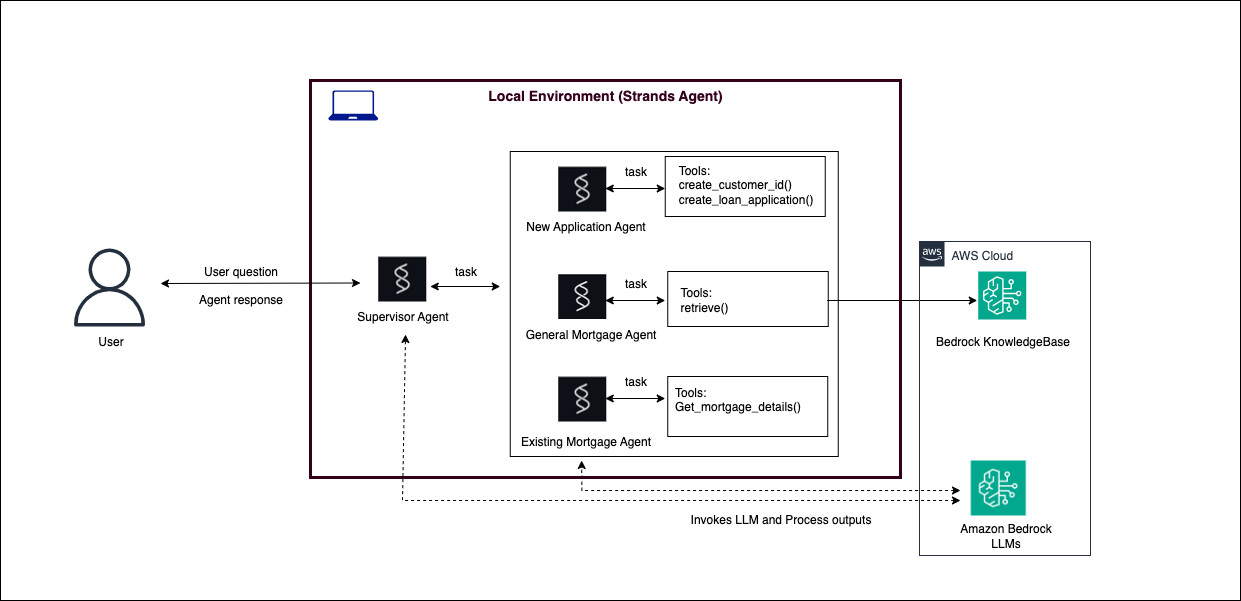 Local Environment (Strands Agent)
task
Tools:
create_customer_id()
create_loan_application()
New Application Agent
User question
Agent response
User
task
Supervisor Agent
task
Tools:
retrieve()
General Mortgage Agent
task
Tools:
Get_mortgage_details()
Existing Mortgage Agent
aws
AWS Cloud
Bedrock KnowledgeBase
Invokes LLM and Process outputs
Amazon Bedrock
LLMs